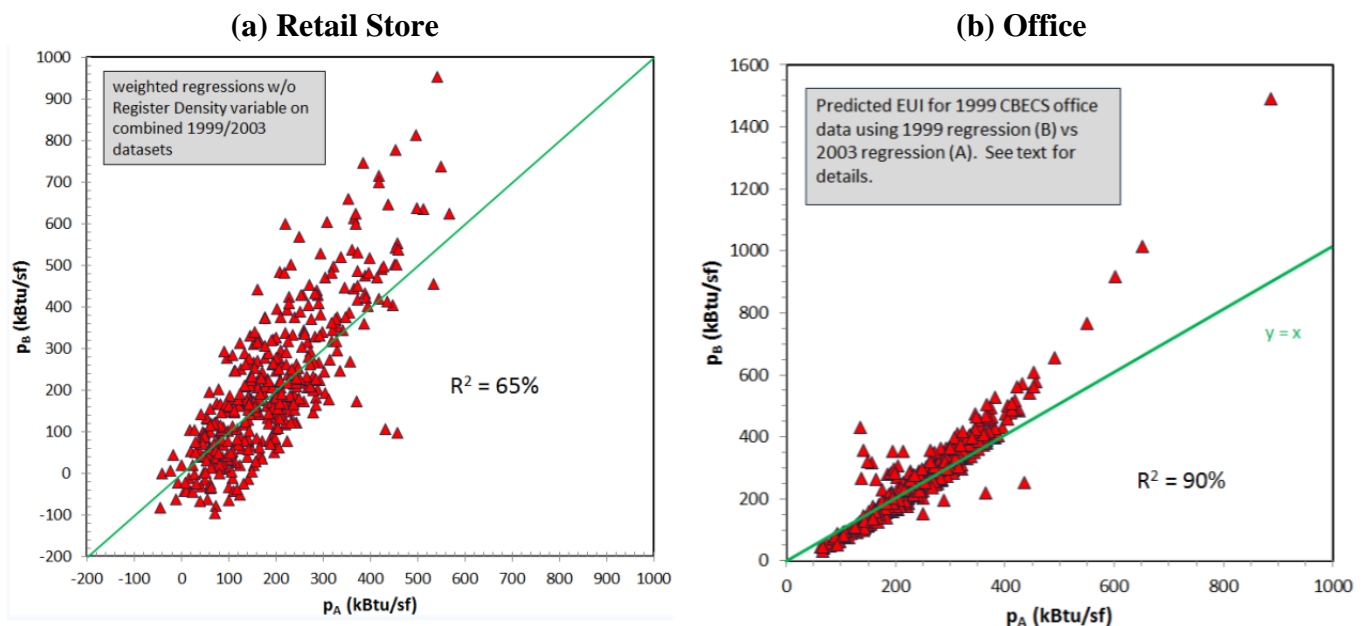 (a) Retail Store
1000
900
800
700
600
500
400
300
200
100
0
-100
-200
-200
-100
0
100
200
300
400
500
600
700
800
900
1000
p_B (kBtu/sf)
p_A (kBtu/sf)
weighted regressions w/o
Register Density variable on
combined 1999/2003
datasets
R² = 65%
(b) Office
1600
1400
1200
1000
800
600
400
200
0
0
200
400
600
800
1000
p_B (kBtu/sf)
p_A (kBtu/sf)
Predicted EUI for 1999 CBECS office
data using 1999 regression (B) vs
2003 regression (A). See text for
details.
y = x
R² = 90%